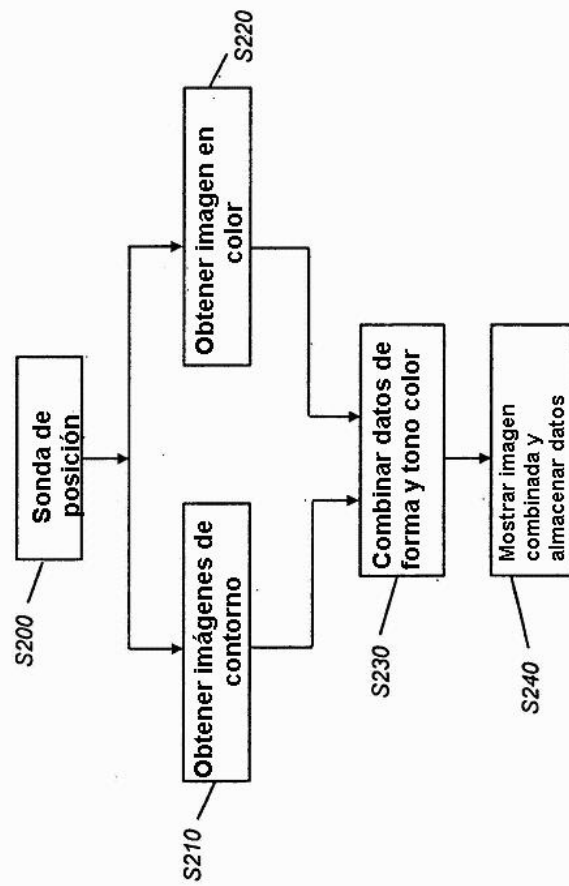 S200
Sonda de
posición
S210
Obtener imágenes de
contorno
S220
Obtener imagen en
color
S230
Combinar datos de
forma y tono color
S240
Mostrar imagen
combinada y
almacenar datos